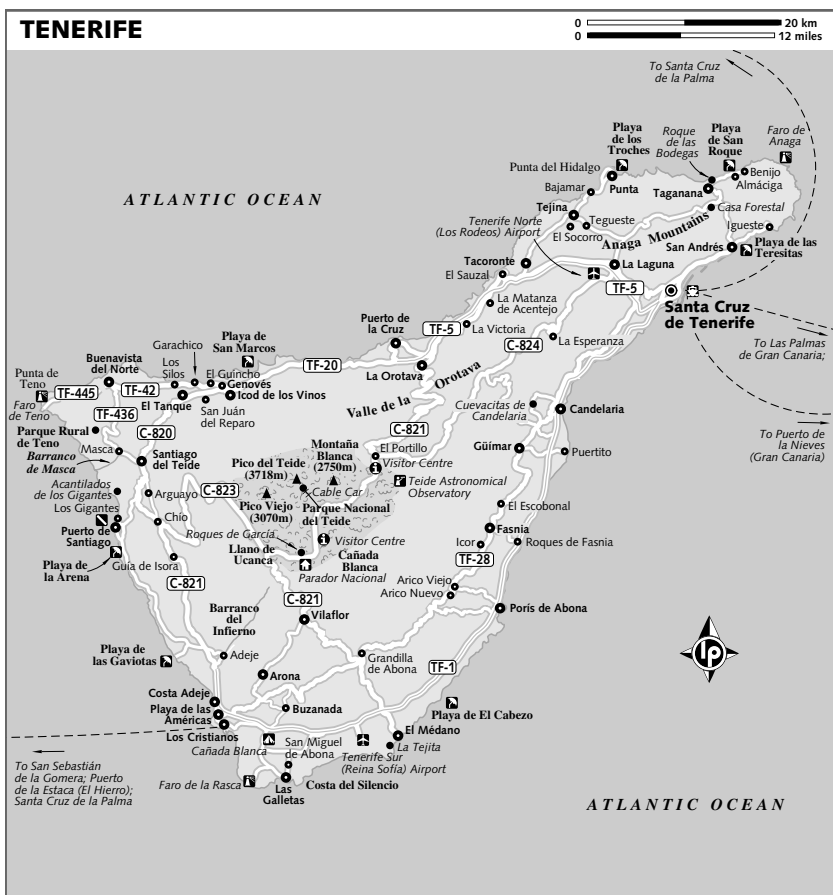 TENERIFE
0 20 km
0 12 miles
To Santa Cruz
de la Palma
ATLANTIC OCEAN
Playa
de los
Troches
Roque
de las
Bodegas
Playa
de San
Roque
Faro de
Anaga
Punta del Hidalgo
Bajamar
Punta
Taganana
Benijo
Almáciga
Tejina
Tegueste
Casa Forestal
Tenerife Norte
(Los Rodeos) Airport
El Socorro
Anaga Mountains
Igueste
San Andrés
Playa de las
Teresitas
Tacoronte
La Laguna
El Sauzal
TF-5
La Matanza
de Acentejo
Santa Cruz
de Tenerife
Puerto de
la Cruz
TF-5
La Victoria
C-824
La Esperanza
To Las Palmas
de Gran Canaria;
Garachico
Playa de
San Marcos
Buenavista
del Norte
Los
Silos
El Guincho
TF-20
Punta de
Teno
TF-445
TF-42
Genovés
Icod de los Vinos
La Orotava
Valle de la Orotava
Faro
de Teno
TF-436
El Tanque
San Juán
del Reparo
Cuevacitas de
Candelaria
Candelaria
Parque Rural
de Teno
C-820
C-821
To Puerto de
la Nieves
(Gran Canaria)
Barranco
de Masca
Masca
Santiago
del Teide
Montaña
Blanca
(2750m)
El Portillo
Visitor Centre
Güímar
Puertito
Pico del Teide
(3718m)
Cable Car
Teide Astronomical
Observatory
Acantilados
de los Gigantes
Arguayo
C-823
Pico Viejo
(3070m)
Parque Nacional
del Teide
El Escobonal
Los Gigantes
Chío
Roques de García
Visitor Centre
Fasnia
Puerto de
Santiago
Llano de
Ucanca
Cañada
Blanca
Icor
Roques de Fasnia
Playa de
la Arena
Guía de Isora
Parador Nacional
TF-28
C-821
C-821
Arico Viejo
Arico Nuevo
Barranco
del
Infierno
Vilaflor
Porís de Abona
Playa de
las Gaviotas
Adeje
Grandilla
de Abona
TF-1
lp
Arona
Costa Adeje
Playa de las
Américas
Buzanada
Playa de El Cabezo
Los Cristianos
El Médano
Cañada Blanca
San Miguel
de Abona
La Tejita
Tenerife Sur
(Reina Sofía) Airport
To San Sebastián
de la Gomera; Puerto
de la Estaca (El Hierro);
Santa Cruz de la Palma
Faro de la Rasca
Las
Galletas
Costa del Silencio
ATLANTIC OCEAN